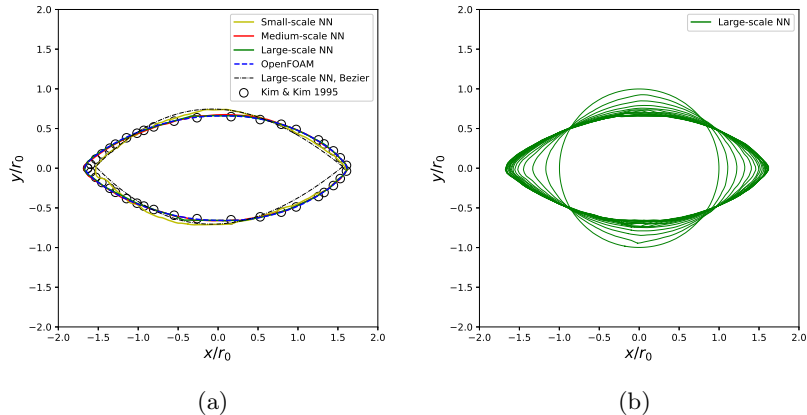 2.0
1.5
1.0
0.5
0.0
−0.5
−1.0
−1.5
−2.0
y/r0
−2.0 −1.5 −1.0 −0.5 0.0 0.5 1.0 1.5 2.0
x/r0
Small-scale NN
Medium-scale NN
Large-scale NN
OpenFOAM
Large-scale NN, Bezier
Kim & Kim 1995
(a)
2.0
1.5
1.0
0.5
0.0
−0.5
−1.0
−1.5
−2.0
y/r0
−2.0 −1.5 −1.0 −0.5 0.0 0.5 1.0 1.5 2.0
x/r0
Large-scale NN
(b)